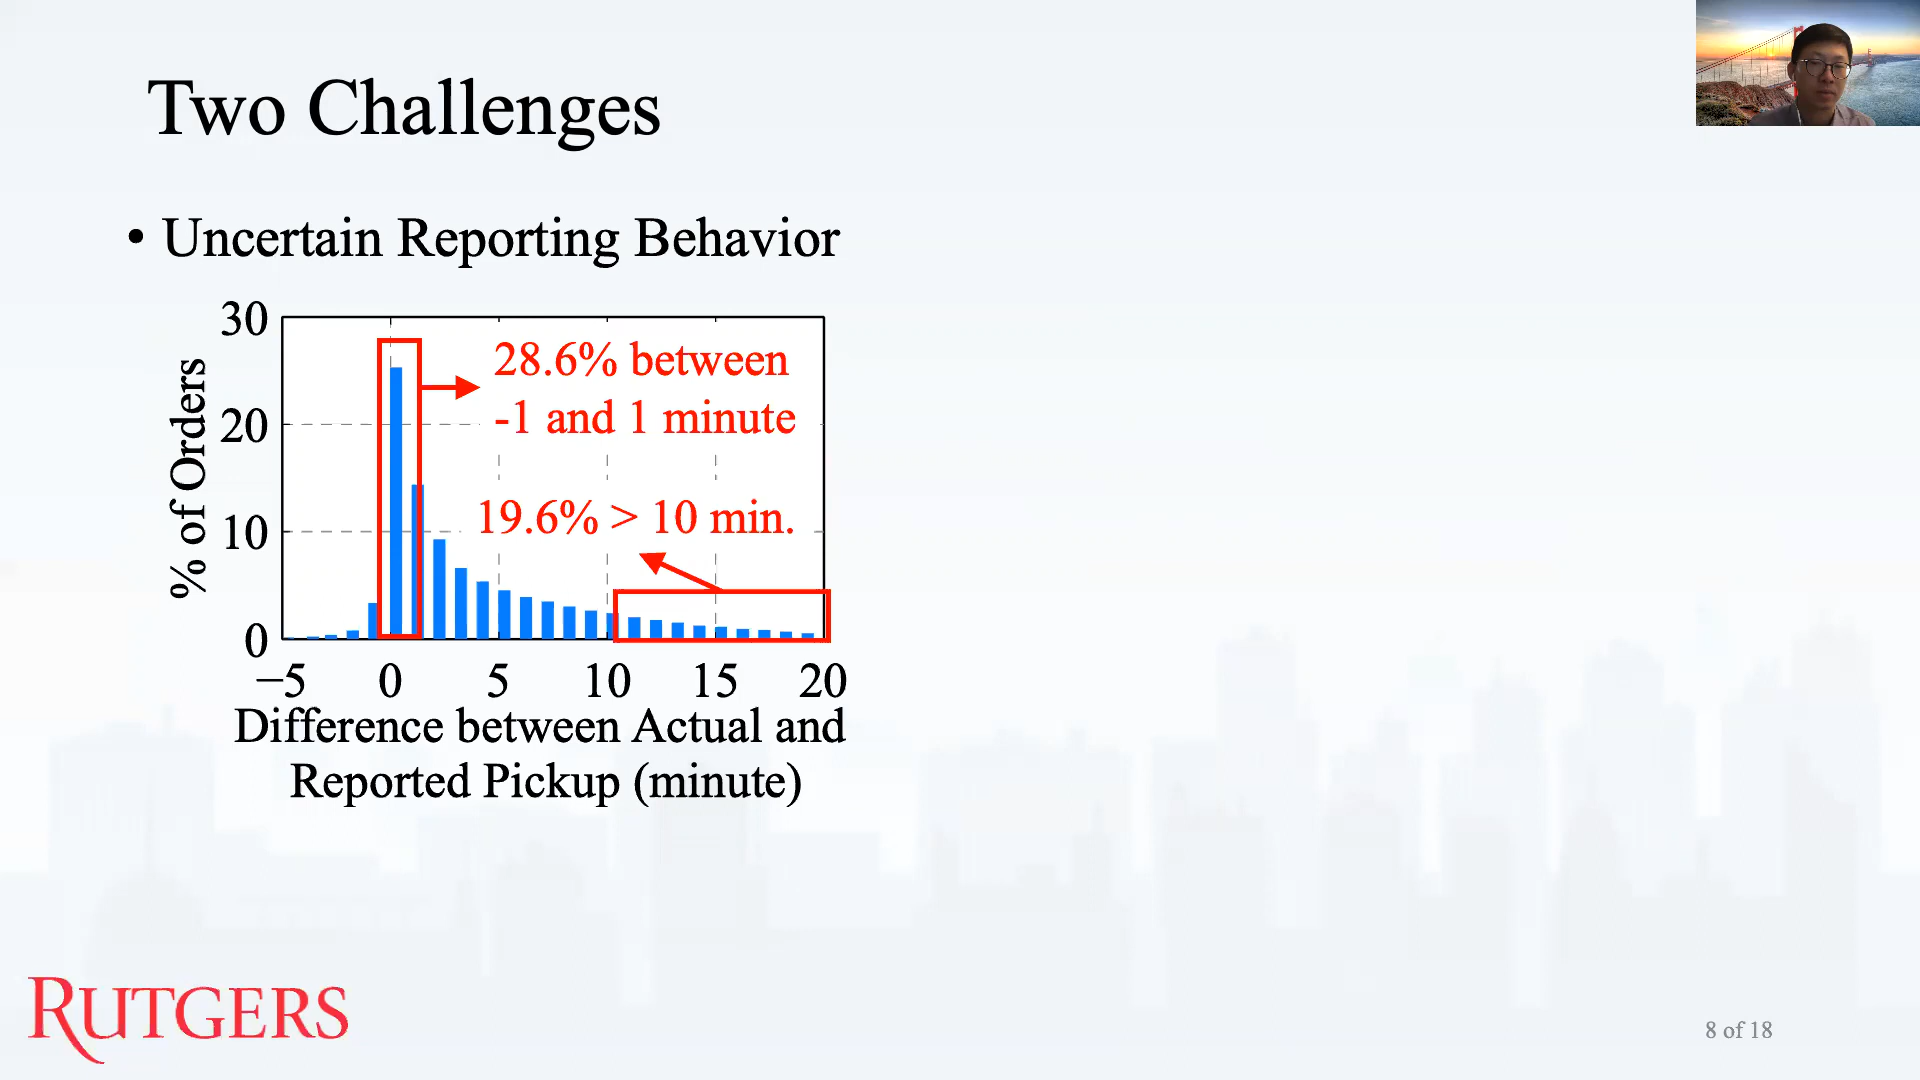 Two Challenges
• Uncertain Reporting Behavior
30
20
10
0
% of Orders
28.6% between
-1 and 1 minute
19.6% > 10 min.
−5 0 5 10 15 20
Difference between Actual and
Reported Pickup (minute)
RUTGERS
8 of 18